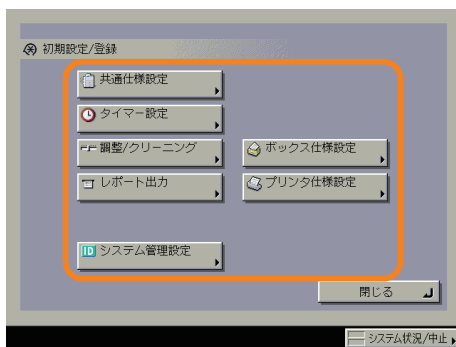 初期設定/登録
共通仕様設定
タイマー設定
調整/クリーニング
ボックス仕様設定
レポート出力
プリンタ仕様設定
ID システム管理設定
閉じる
システム状況/中止